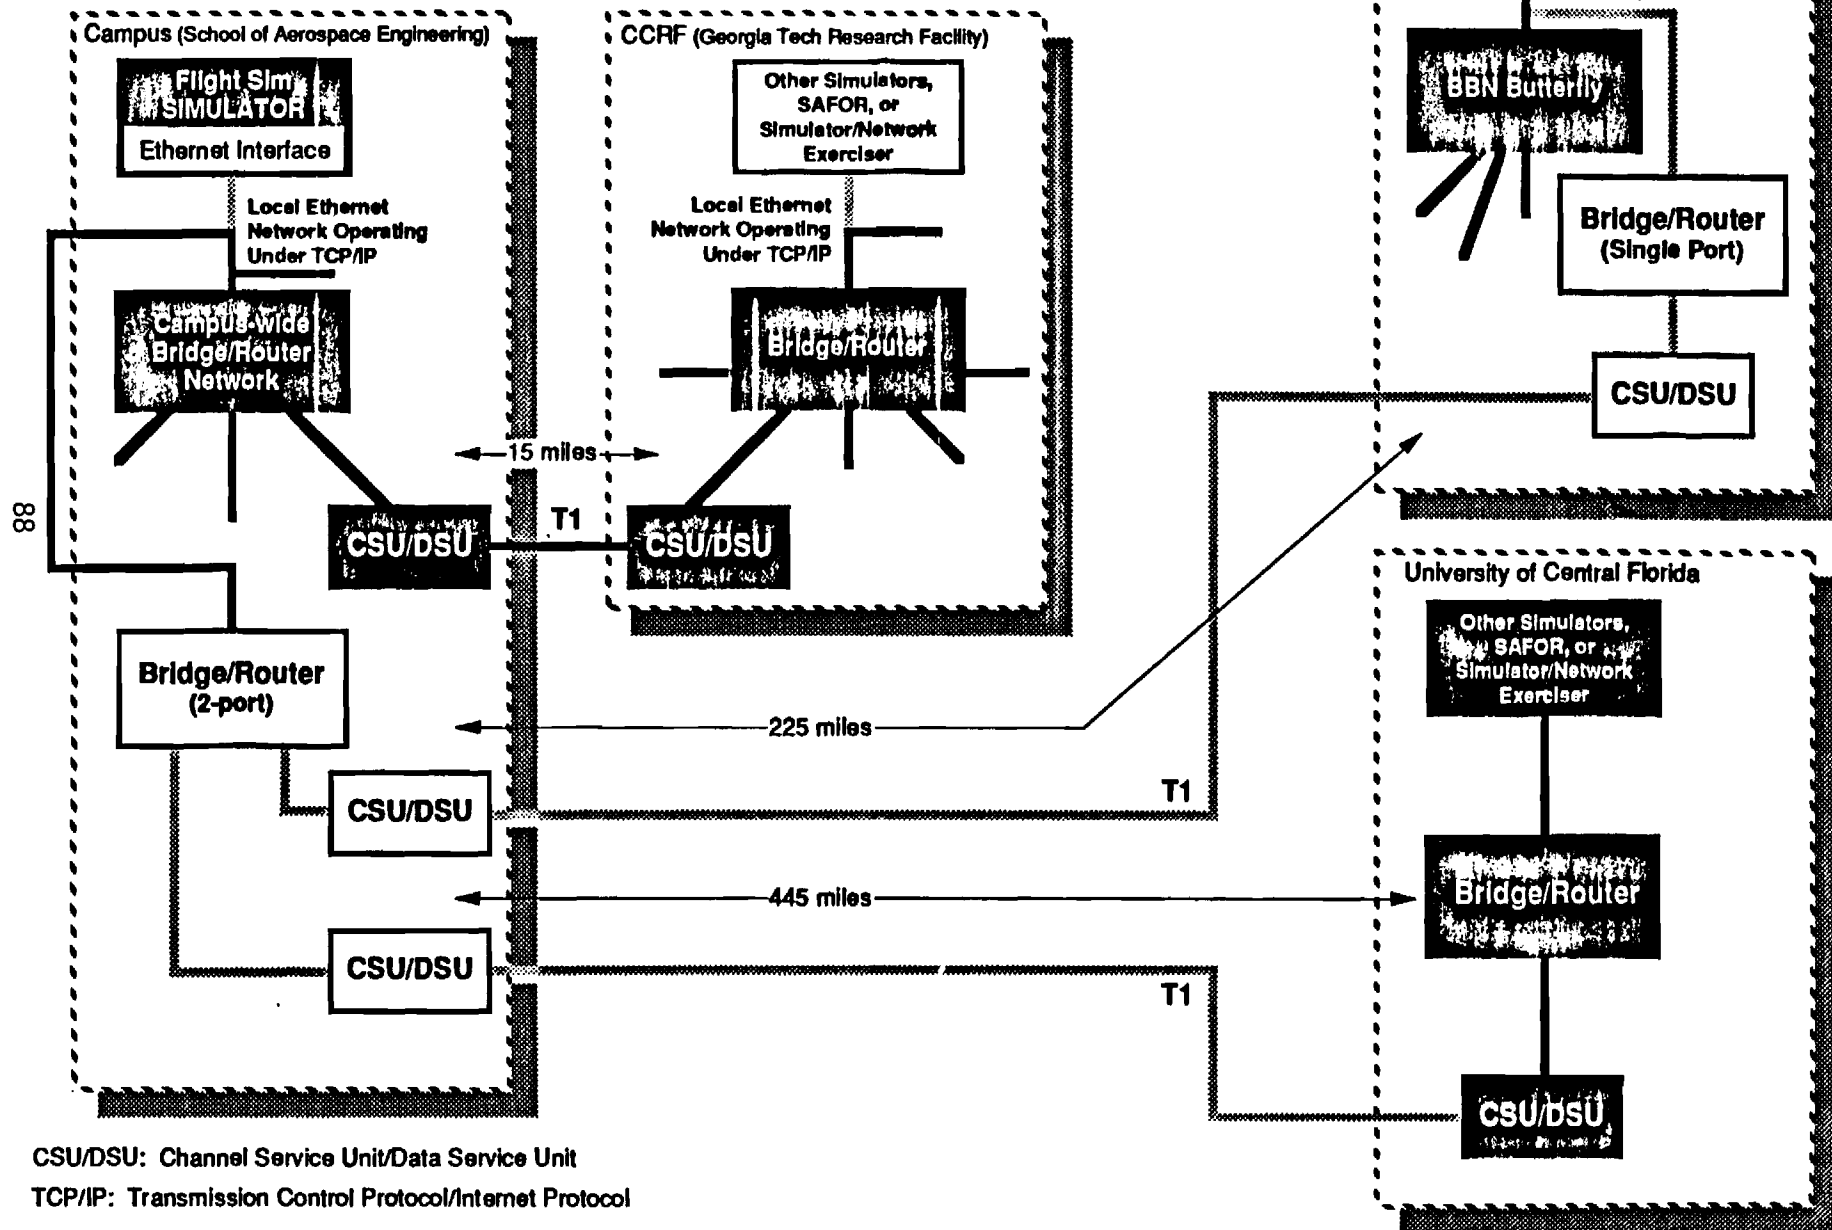 Campus (School of Aerospace Engineering)
Flight Sim
SIMULATOR
Ethernet Interface
Local Ethernet
Network Operating
Under TCP/IP
Campus-wide
Bridge/Router
Network
CSU/DSU
Bridge/Router
(2-port)
CSU/DSU
CSU/DSU
88
15 miles
T1
CCRF (Georgia Tech Research Facility)
Other Simulators,
SAFOR, or
Simulator/Network
Exerciser
Local Ethernet
Network Operating
Under TCP/IP
Bridge/Router
CSU/DSU
225 miles
T1
445 miles
T1
BBN Butterfly
Bridge/Router
(Single Port)
CSU/DSU
University of Central Florida
Other Simulators,
SAFOR, or
Simulator/Network
Exerciser
Bridge/Router
CSU/DSU
CSU/DSU: Channel Service Unit/Data Service Unit
TCP/IP: Transmission Control Protocol/Internet Protocol